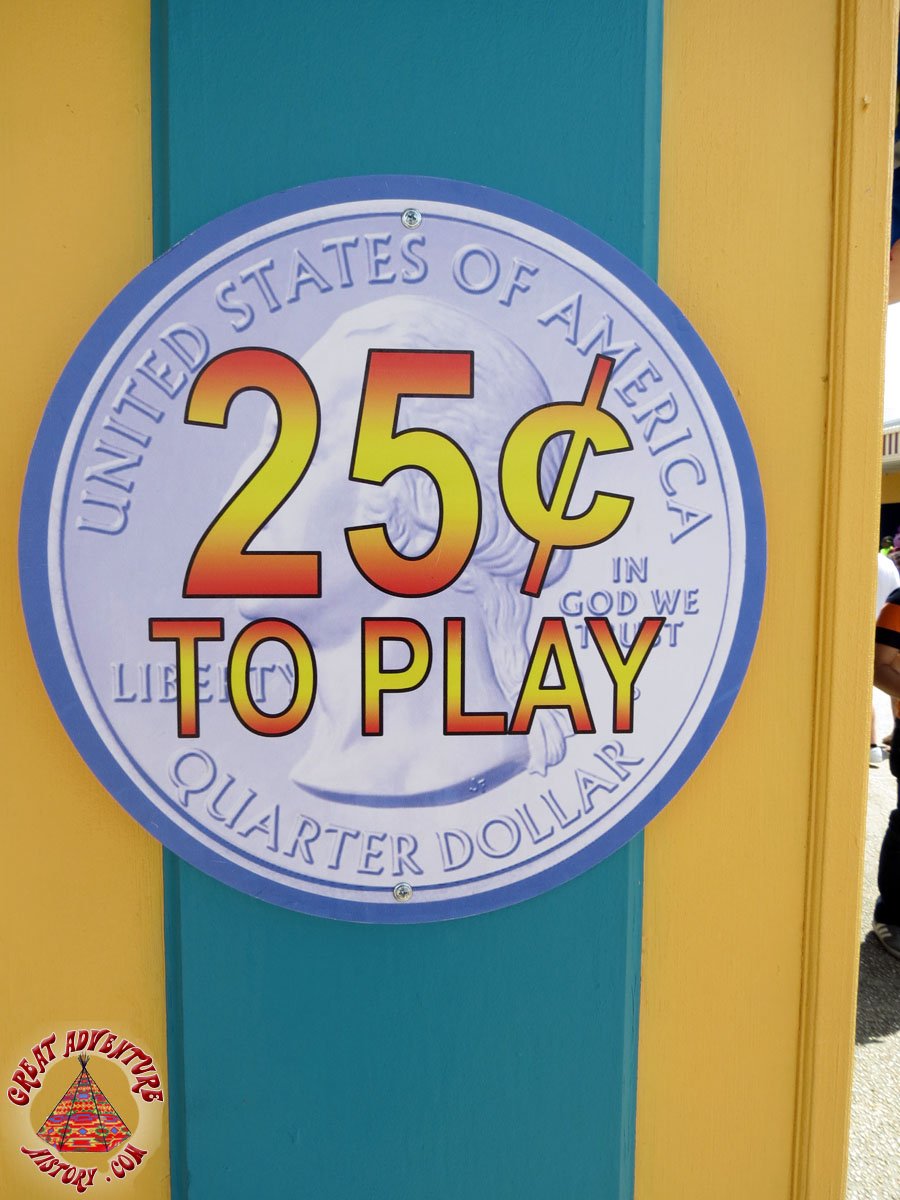 UNITED STATES OF AMERICA
25¢
IN
GOD WE
TRUST
TO PLAY
LIBERTY
QUARTER DOLLAR
GREAT ADVENTURE
HISTORY.COM